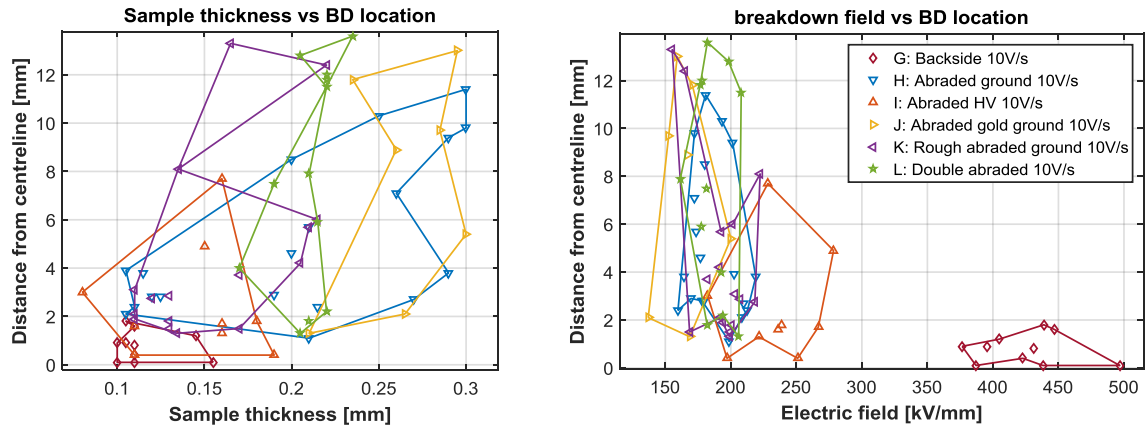 Sample thickness vs BD location
Distance from centreline [mm]
12
10
8
6
4
2
0
0.1
0.15
0.2
0.25
0.3
Sample thickness [mm]
breakdown field vs BD location
Distance from centreline [mm]
12
10
8
6
4
2
0
150
200
250
300
350
400
450
500
Electric field [kV/mm]
G: Backside 10V/s
H: Abraded ground 10V/s
I: Abraded HV 10V/s
J: Abraded gold ground 10V/s
K: Rough abraded ground 10V/s
L: Double abraded 10V/s